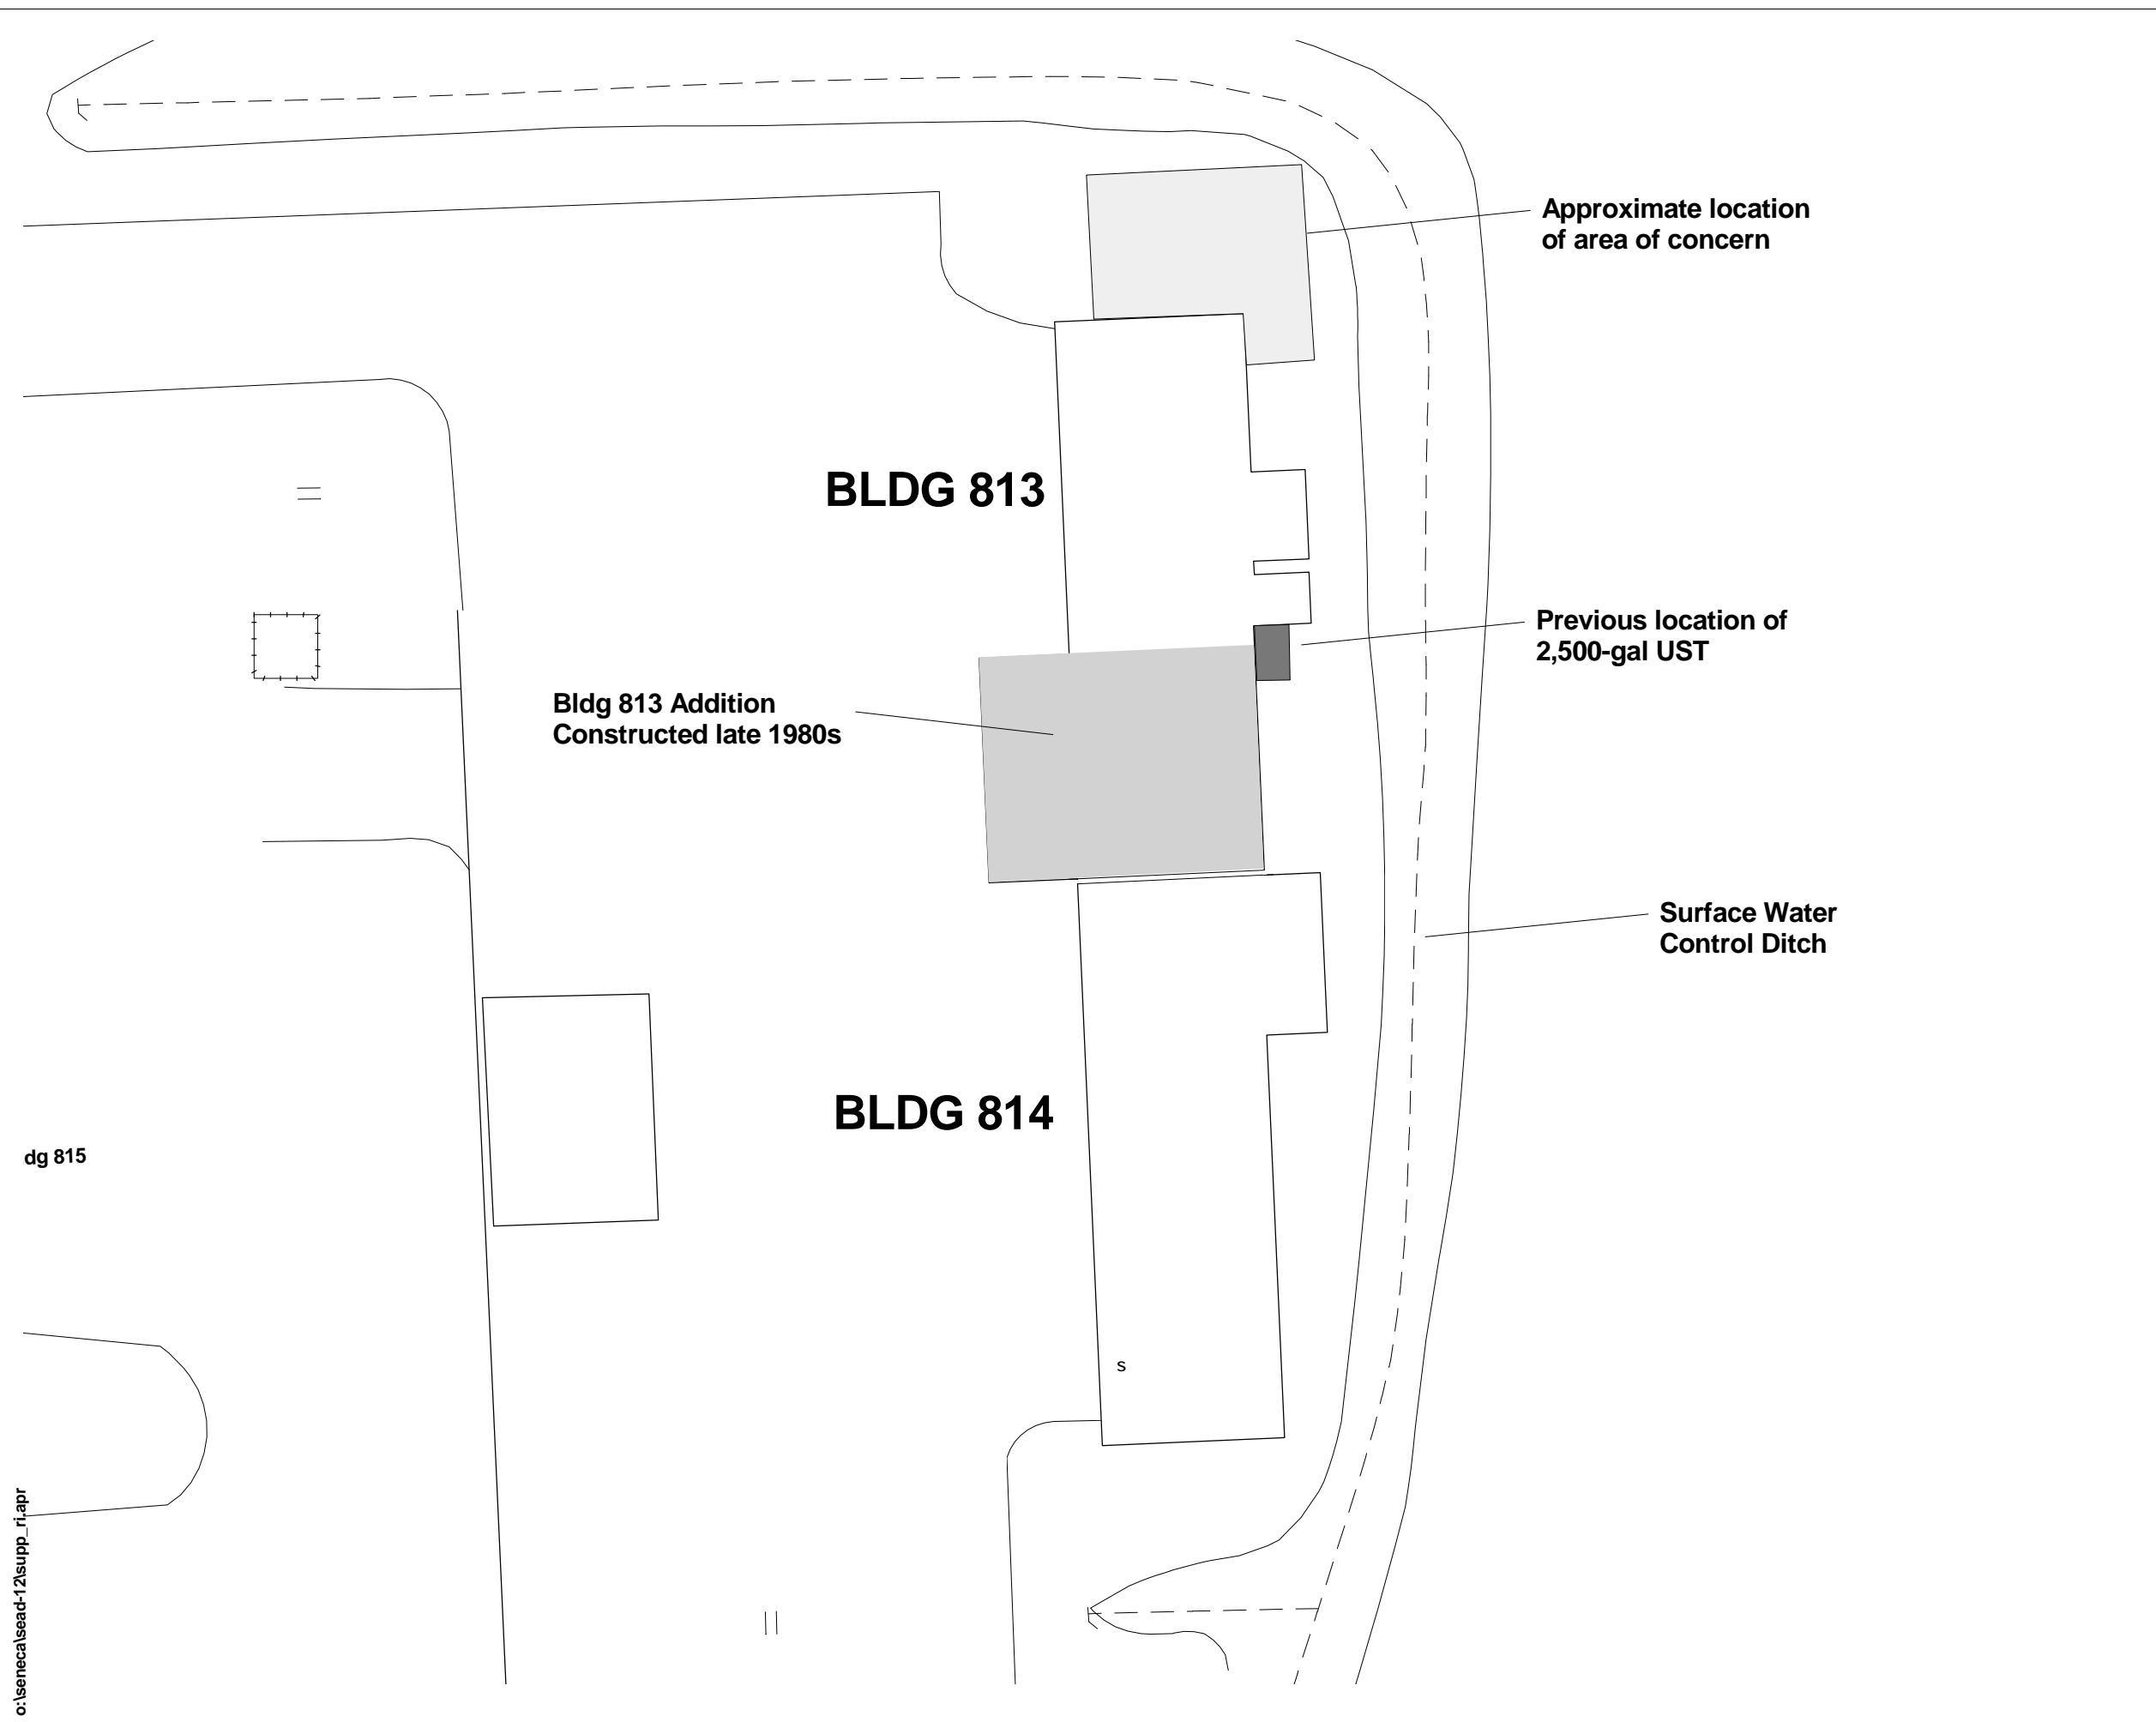 Approximate location
of area of concern
BLDG 813
Previous location of
2,500-gal UST
Bldg 813 Addition
Constructed late 1980s
Surface Water
Control Ditch
BLDG 814
dg 815
s
o:\seneca\sead-12\supp_ri.apr